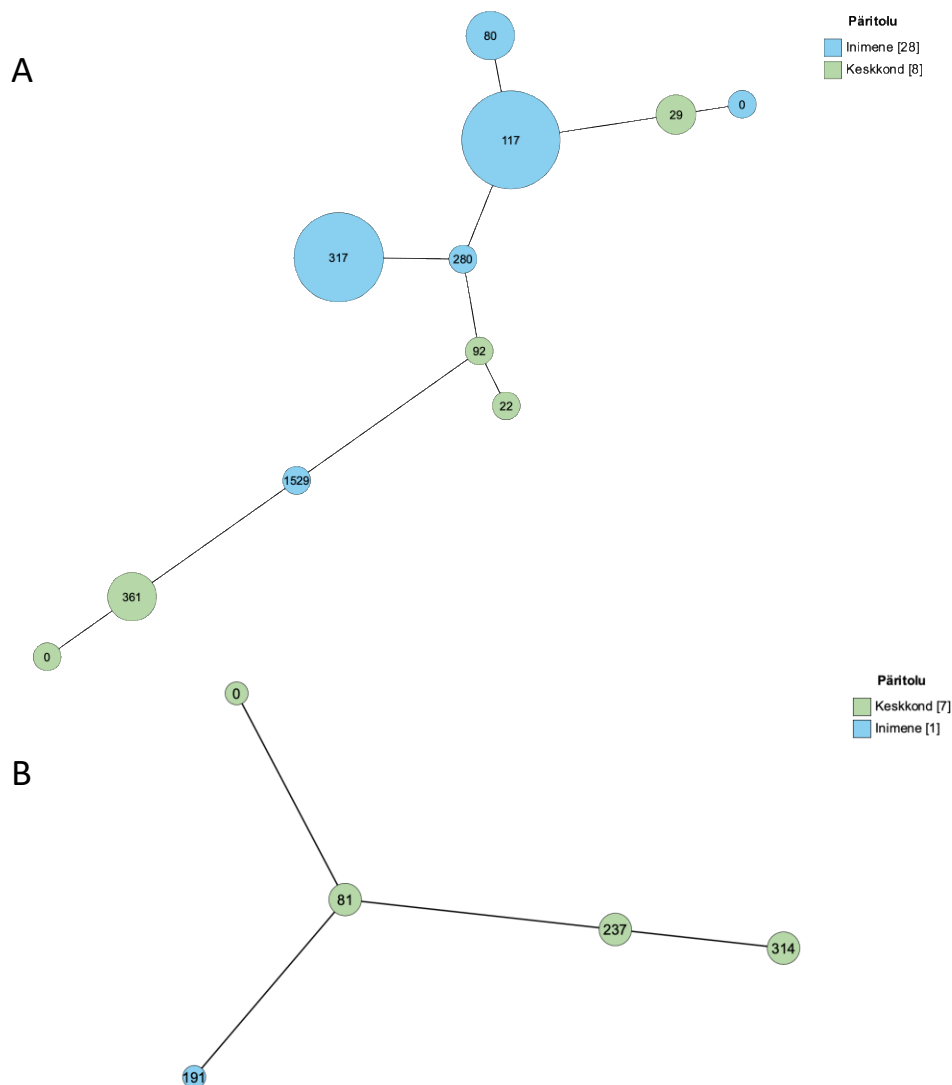 A
Päritolu
Inimene [28]
Keskkond [8]
80
117
29
0
317
280
92
22
1529
361
0
B
Päritolu
Keskkond [7]
Inimene [1]
0
81
237
314
191